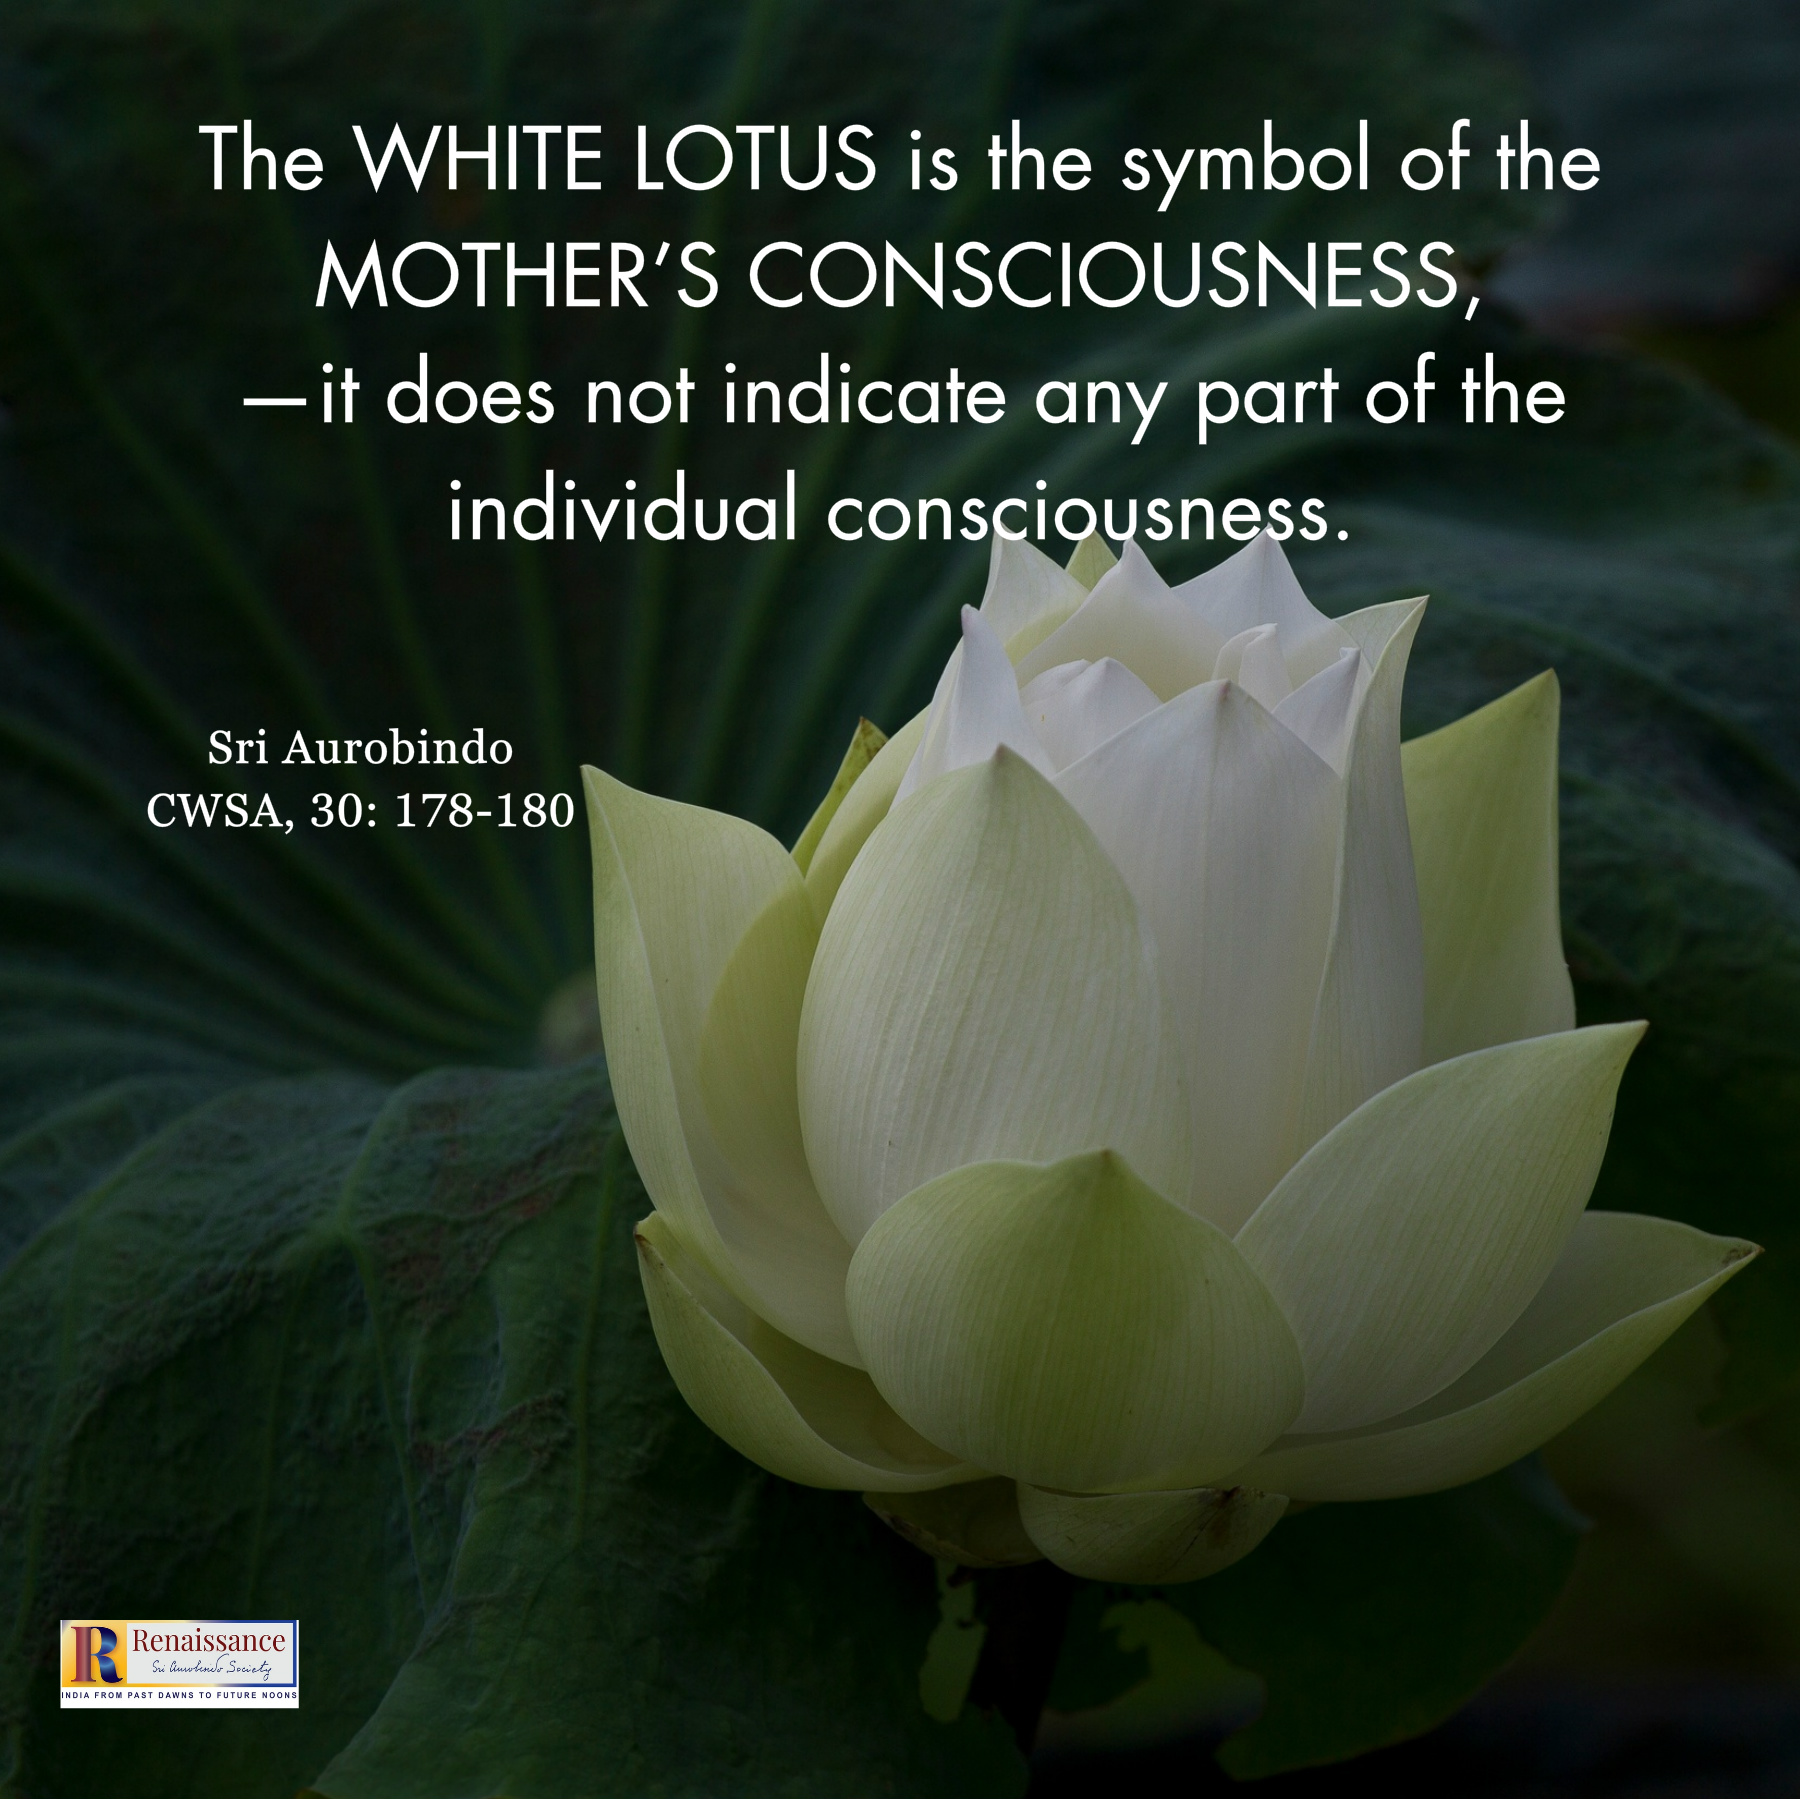 The WHITE LOTUS is the symbol of the
MOTHER’S CONSCIOUSNESS,
—it does not indicate any part of the
individual consciousness.
Sri Aurobindo
CWSA, 30: 178-180
R Renaissance
Sri Aurobindo Society
INDIA FROM PAST DAWNS TO FUTURE NOONS